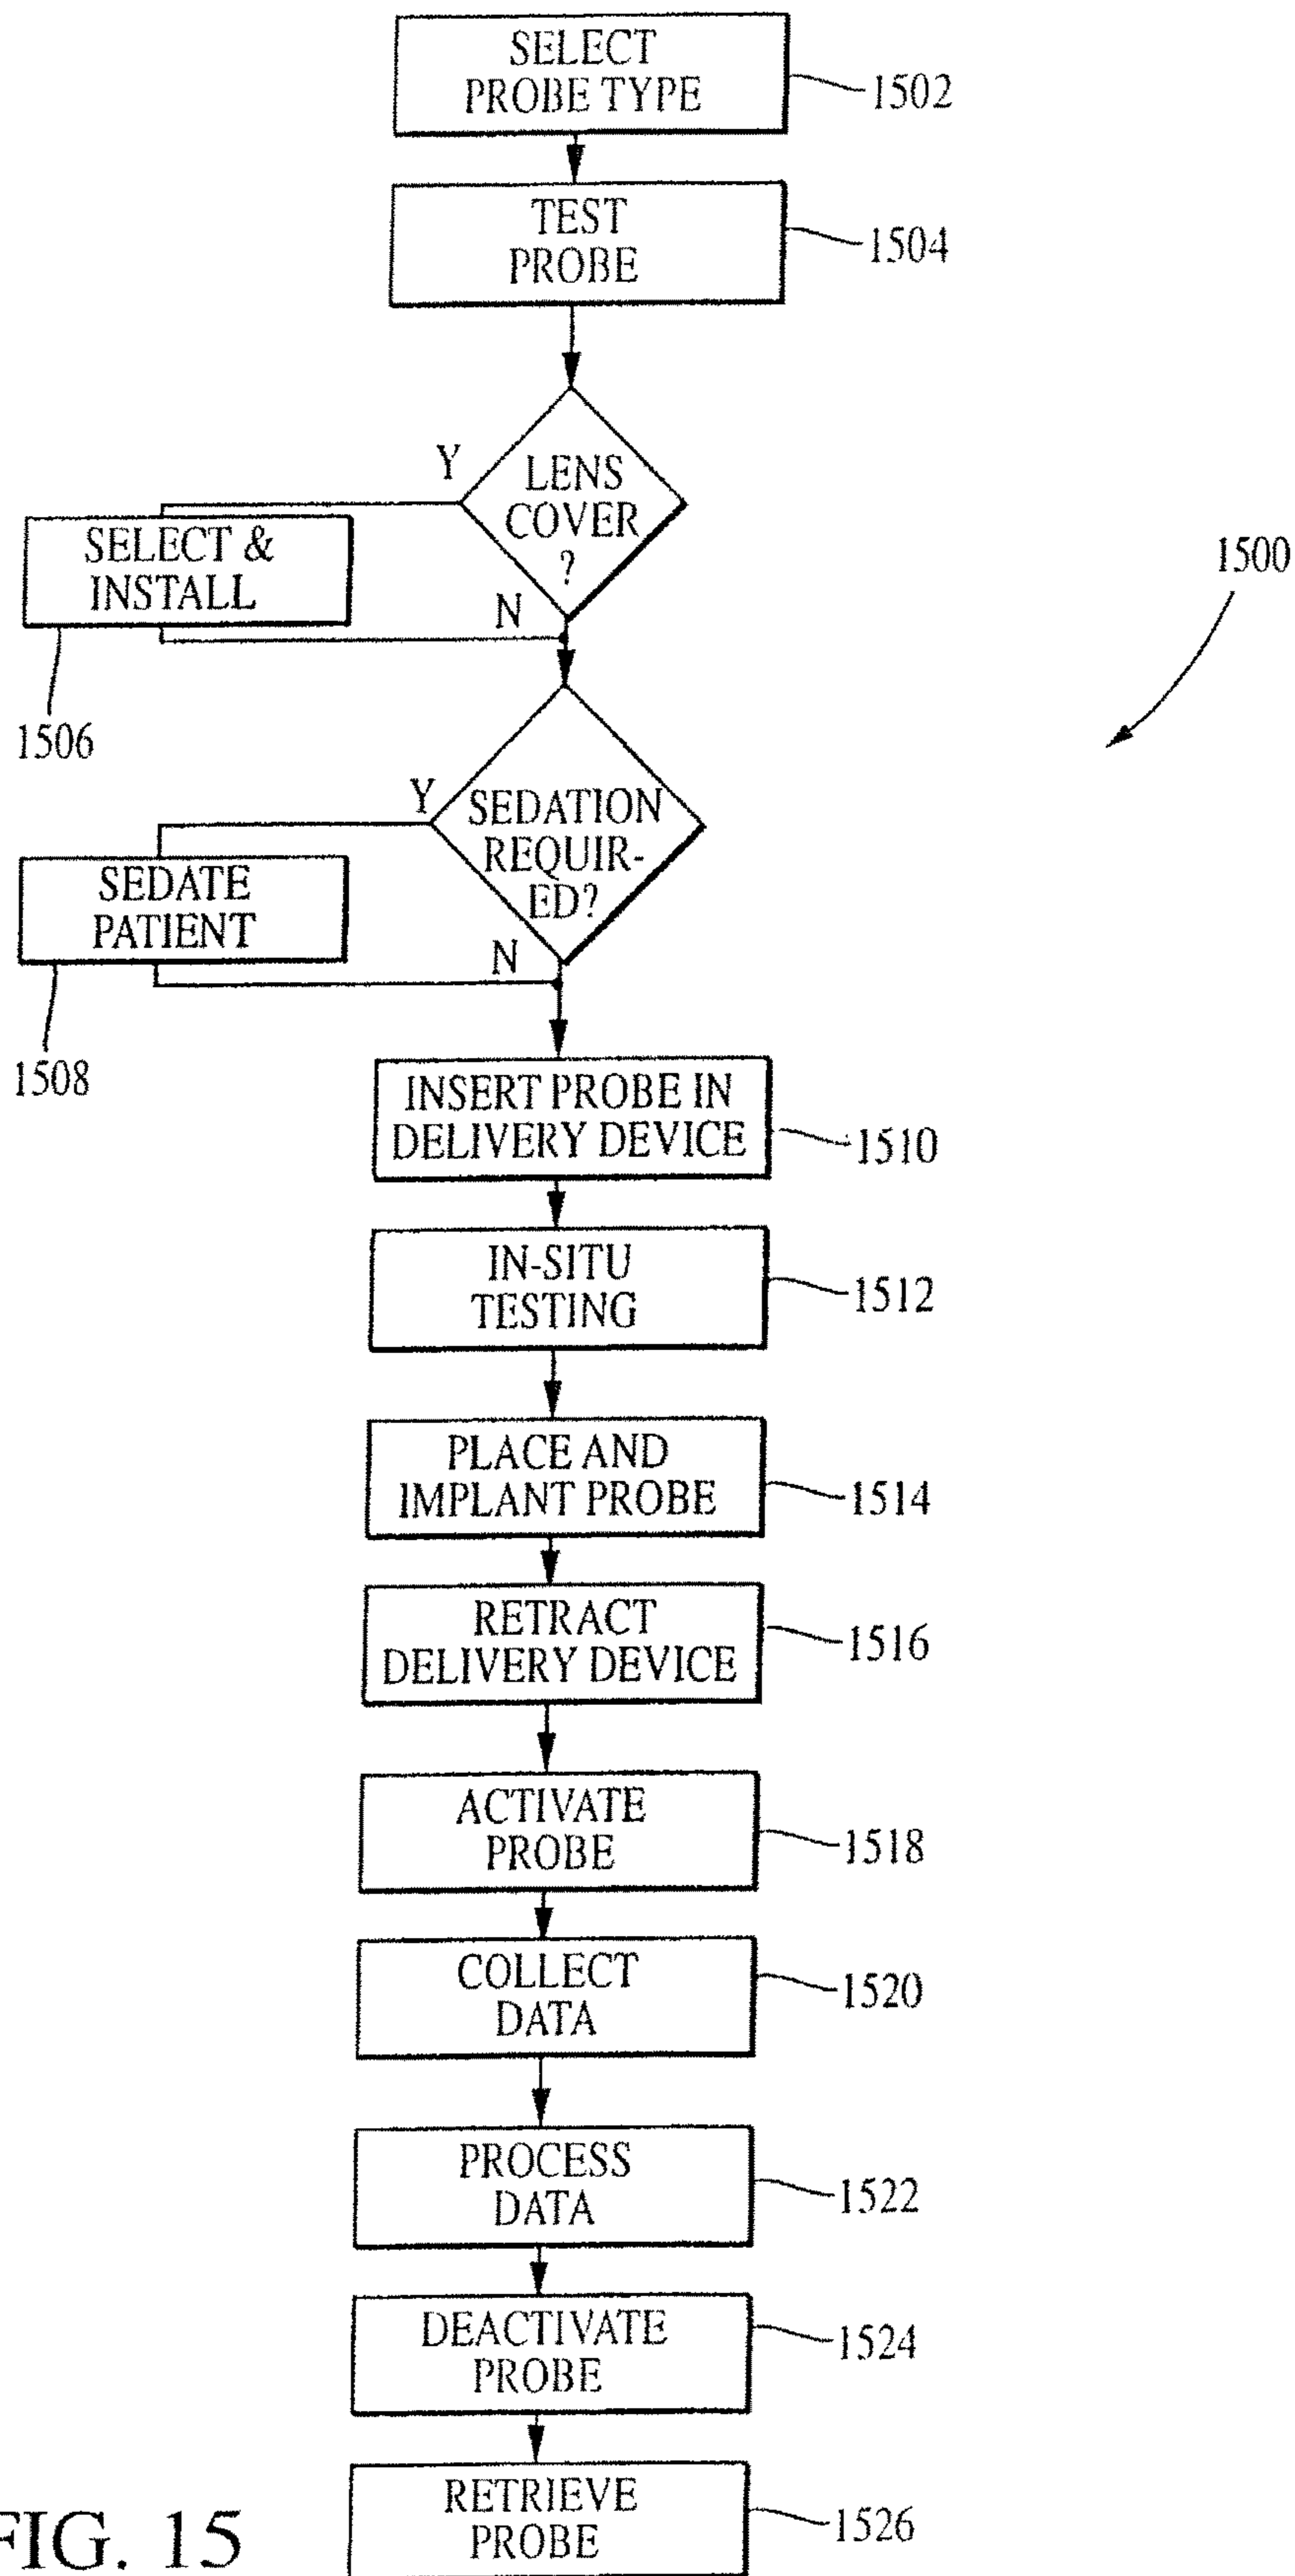 SELECT
PROBE TYPE
1502
TEST
PROBE
1504
Y
LENS
COVER
?
N
SELECT &
INSTALL
1506
1500
Y
SEDATION
REQUIR-
ED?
N
SEDATE
PATIENT
1508
INSERT PROBE IN
DELIVERY DEVICE
1510
IN-SITU
TESTING
1512
PLACE AND
IMPLANT PROBE
1514
RETRACT
DELIVERY DEVICE
1516
ACTIVATE
PROBE
1518
COLLECT
DATA
1520
PROCESS
DATA
1522
DEACTIVATE
PROBE
1524
RETRIEVE
PROBE
1526
FIG. 15